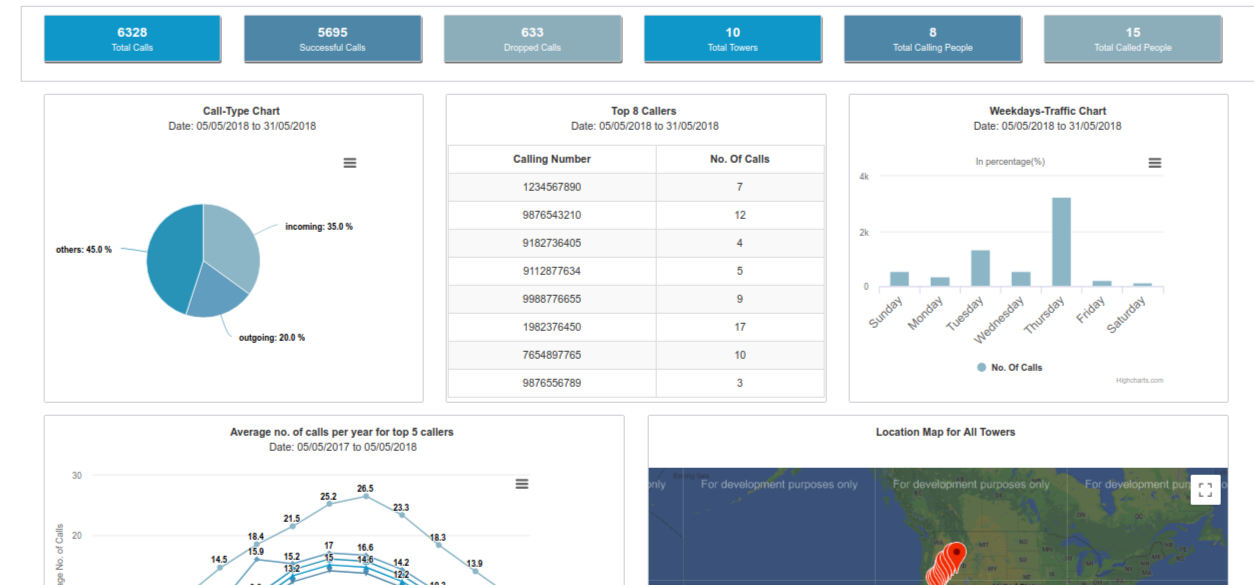 6328
Total Calls
5695
Successful Calls
633
Dropped Calls
10
Total Towers
8
Total Calling People
15
Total Called People
Call-Type Chart
Date: 05/05/2018 to 31/05/2018
incoming: 35.0 %
others: 45.0 %
outgoing: 20.0 %
Top 8 Callers
Date: 05/05/2018 to 31/05/2018
Calling Number No. Of Calls
1234567890 7
9876543210 12
9182736405 4
9112877634 5
9988776655 9
1982376450 17
7654897765 10
9876556789 3
Weekdays-Traffic Chart
Date: 05/05/2018 to 31/05/2018
In percentage(%)
4k
2k
0
Sunday Monday Tuesday Wednesday Thursday Friday Saturday
No. Of Calls
Highcharts.com
Average no. of calls per year for top 5 callers
Date: 05/05/2017 to 05/05/2018
30
20
No. of Calls
26.5
25.2
23.3
21.5
18.4 18.3
17 16.6
15.9 15.2 15 14.6 14.2
14.5 13.9
13.2 12.2
Location Map for All Towers
only For development purposes only For development purposes only For development